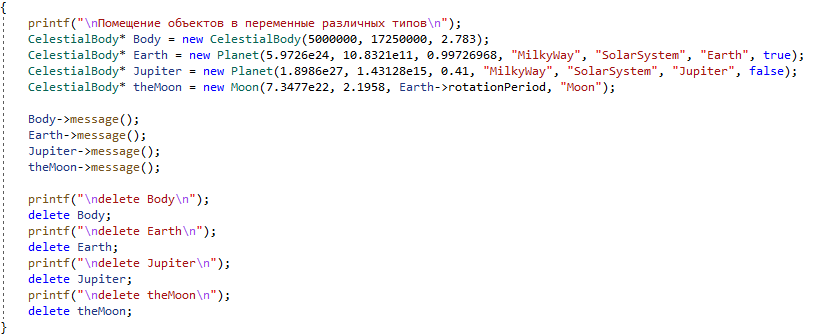 {
printf("\nПомещение объектов в переменные различных типов\n");
CelestialBody* Body = new CelestialBody(5000000, 17250000, 2.783);
CelestialBody* Earth = new Planet(5.9726e24, 10.8321e11, 0.99726968, "MilkyWay", "SolarSystem", "Earth", true);
CelestialBody* Jupiter = new Planet(1.8986e27, 1.43128e15, 0.41, "MilkyWay", "SolarSystem", "Jupiter", false);
CelestialBody* theMoon = new Moon(7.3477e22, 2.1958, Earth->rotationPeriod, "Moon");
Body->message();
Earth->message();
Jupiter->message();
theMoon->message();
printf("\ndelete Body\n");
delete Body;
printf("\ndelete Earth\n");
delete Earth;
printf("\ndelete Jupiter\n");
delete Jupiter;
printf("\ndelete theMoon\n");
delete theMoon;
}